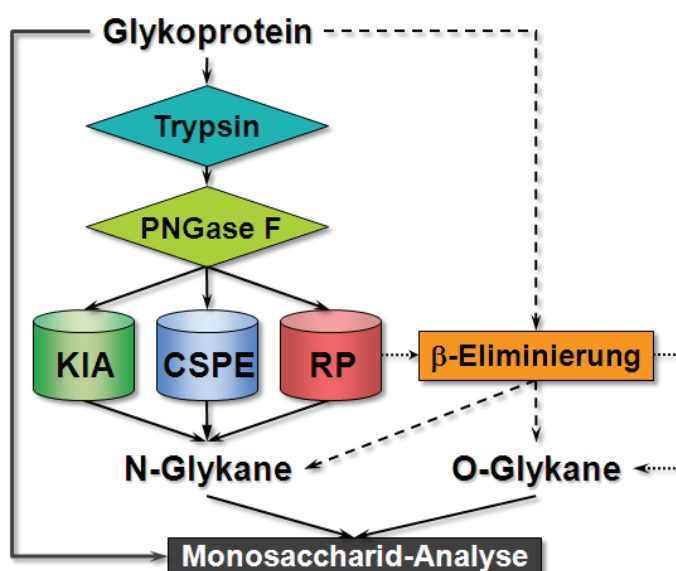 Glykoprotein
Trypsin
PNGase F
KIA CSPE RP
β-Eliminierung
N-Glykane
O-Glykane
Monosaccharid-Analyse